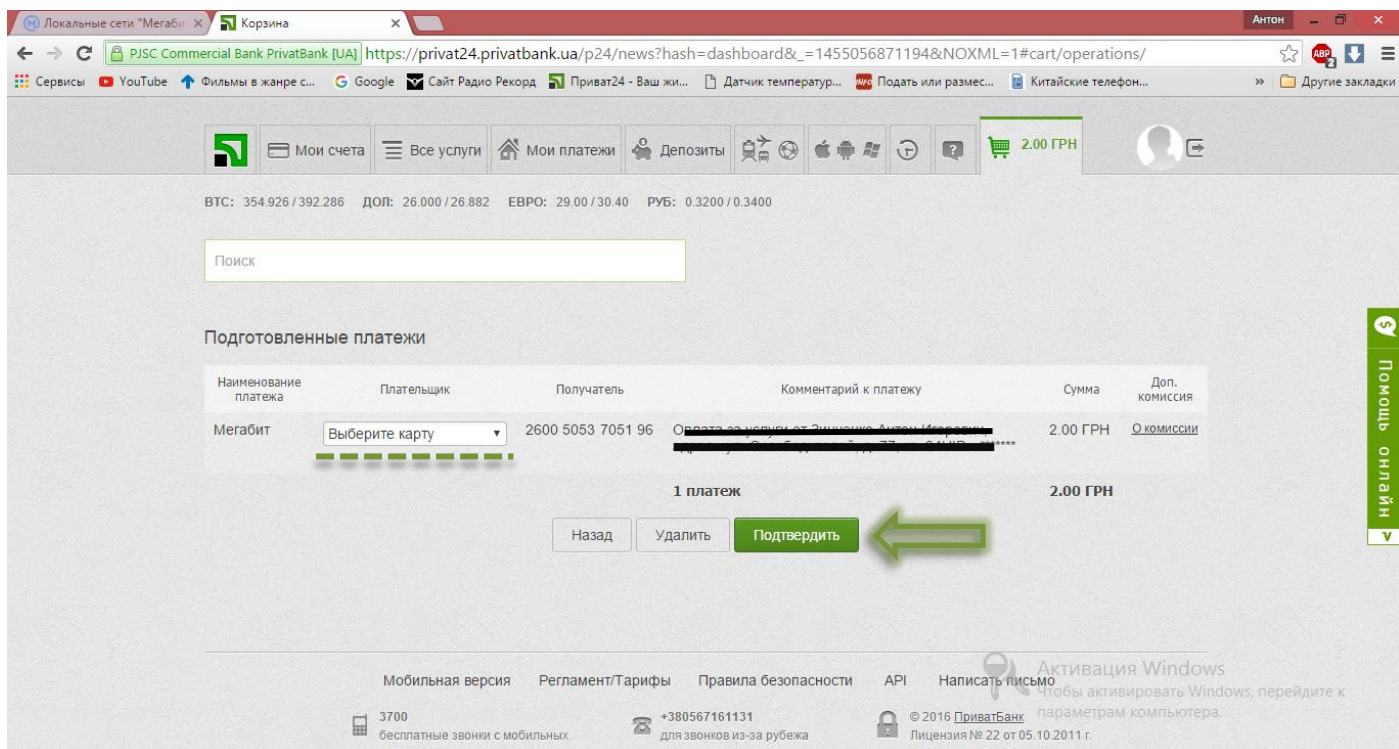 Локальные сети "Мегаби
Корзина
Антон
PJSC Commercial Bank PrivatBank [UA] https://privat24.privatbank.ua/p24/news?hash=dashboard&_=1455056871194&NOXML=1#cart/operations/
ABP 2
Сервисы YouTube Фильмы в жанре с... Google Сайт Радио Рекорд Приват24 - Ваш жи... Датчик температур... Подать или размес... Китайские телефон... » Другие закладки
Мои счета Все услуги Мои платежи Депозиты 2.00 ГРН
BTC: 354.926 / 392.286 ДОЛ: 26.000 / 26.882 ЕВРО: 29.00 / 30.40 РУБ: 0.3200 / 0.3400
Поиск
Подготовленные платежи
Наименование платежа Плательщик Получатель Комментарий к платежу Сумма Доп. комиссия
Мегабит Выберите карту 2600 5053 7051 96 2.00 ГРН О комиссии
*******
1 платеж 2.00 ГРН
Назад Удалить Подтвердить
Помощь онлайн
Активация Windows
Чтобы активировать Windows, перейдите к
параметрам компьютера.
Мобильная версия Регламент/Тарифы Правила безопасности API Написать письмо
3700 +380567161131 © 2016 ПриватБанк
бесплатные звонки с мобильных для звонков из-за рубежа Лицензия № 22 от 05.10.2011 г.